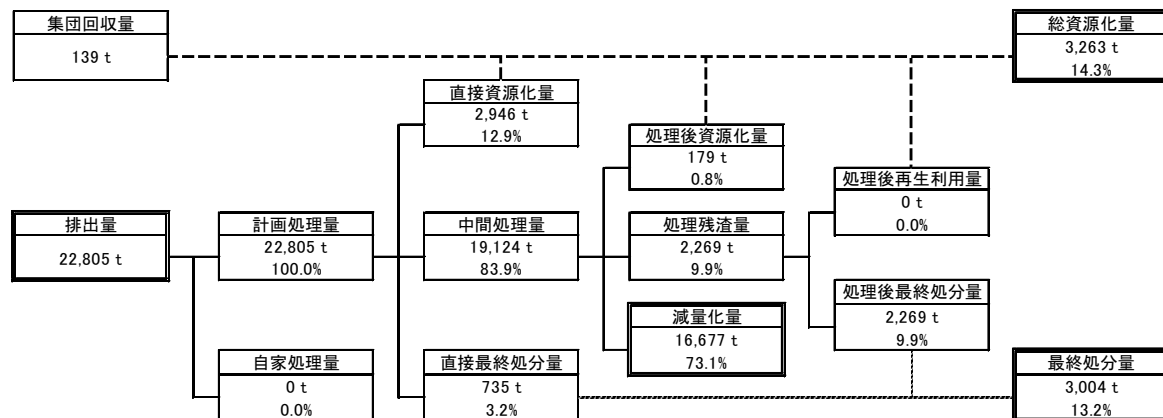 集団回収量
139 t
総資源化量
3,263 t
14.3%
直接資源化量
2,946 t
12.9%
処理後資源化量
179 t
0.8%
処理後再生利用量
0 t
0.0%
排出量
22,805 t
計画処理量
22,805 t
100.0%
中間処理量
19,124 t
83.9%
処理残渣量
2,269 t
9.9%
処理後最終処分量
2,269 t
9.9%
減量化量
16,677 t
73.1%
自家処理量
0 t
0.0%
直接最終処分量
735 t
3.2%
最終処分量
3,004 t
13.2%